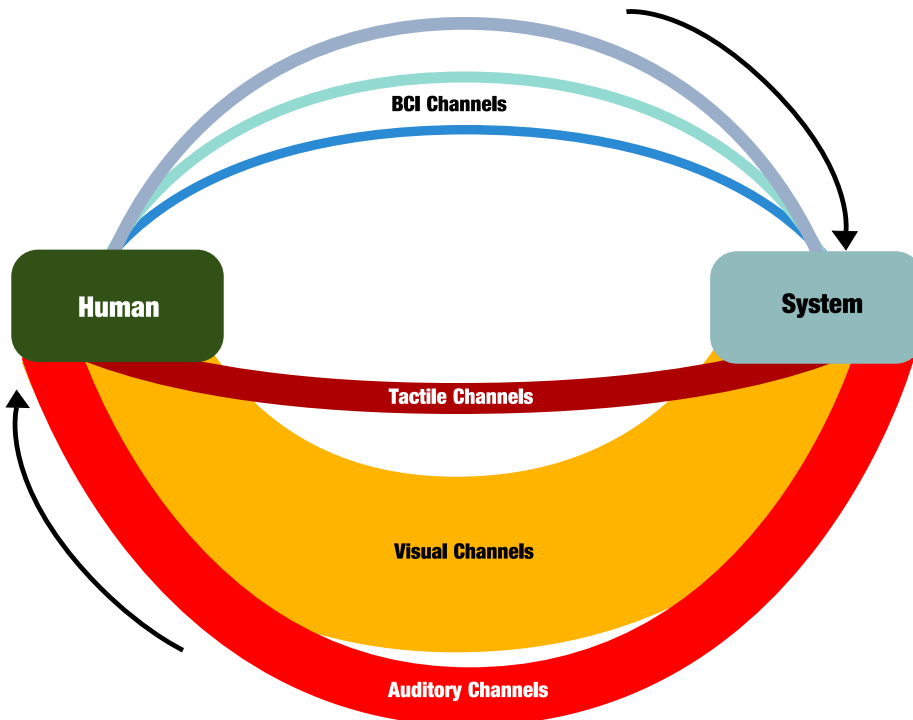 BCI Channels
Human
System
Tactile Channels
Visual Channels
Auditory Channels